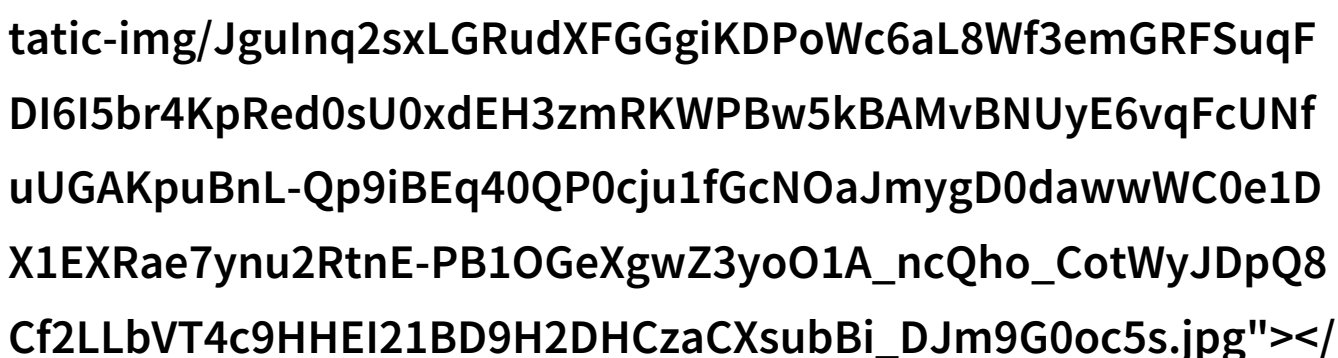 tatic-img/JguInq2sxLGRudXFGGgiKDPoWc6aL8Wf3emGRFSuqF
DI6I5br4KpRed0sU0xdEH3zmRKWPBw5kBAMvBNUyE6vqFcUNf
uUGAKpuBnL-Qp9iBEq40QP0cju1fGcNOaJmygD0dawwWC0e1D
X1EXRae7ynu2RtnE-PB1OGeXgwZ3yoO1A_ncQho_CotWyJDpQ8
Cf2LLbVT4c9HHEI21BD9H2DHCzaCXsubBi_DJm9G0oc5s.jpg"></